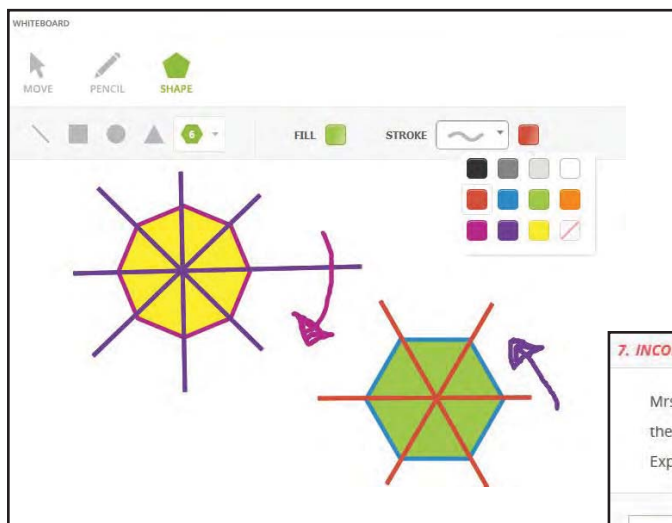 WHITEBOARD
MOVE PENCIL SHAPE
6 FILL STROKE
7. INCO
Mrs
the
Exp